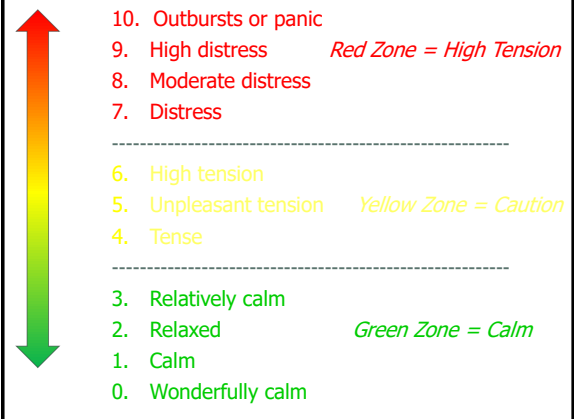 10. Outbursts or panic
9. High distress Red Zone = High Tension
8. Moderate distress
7. Distress
---------------------------------------------------------
6. High tension
5. Unpleasant tension Yellow Zone = Caution
4. Tense
---------------------------------------------------------
3. Relatively calm
2. Relaxed Green Zone = Calm
1. Calm
0. Wonderfully calm